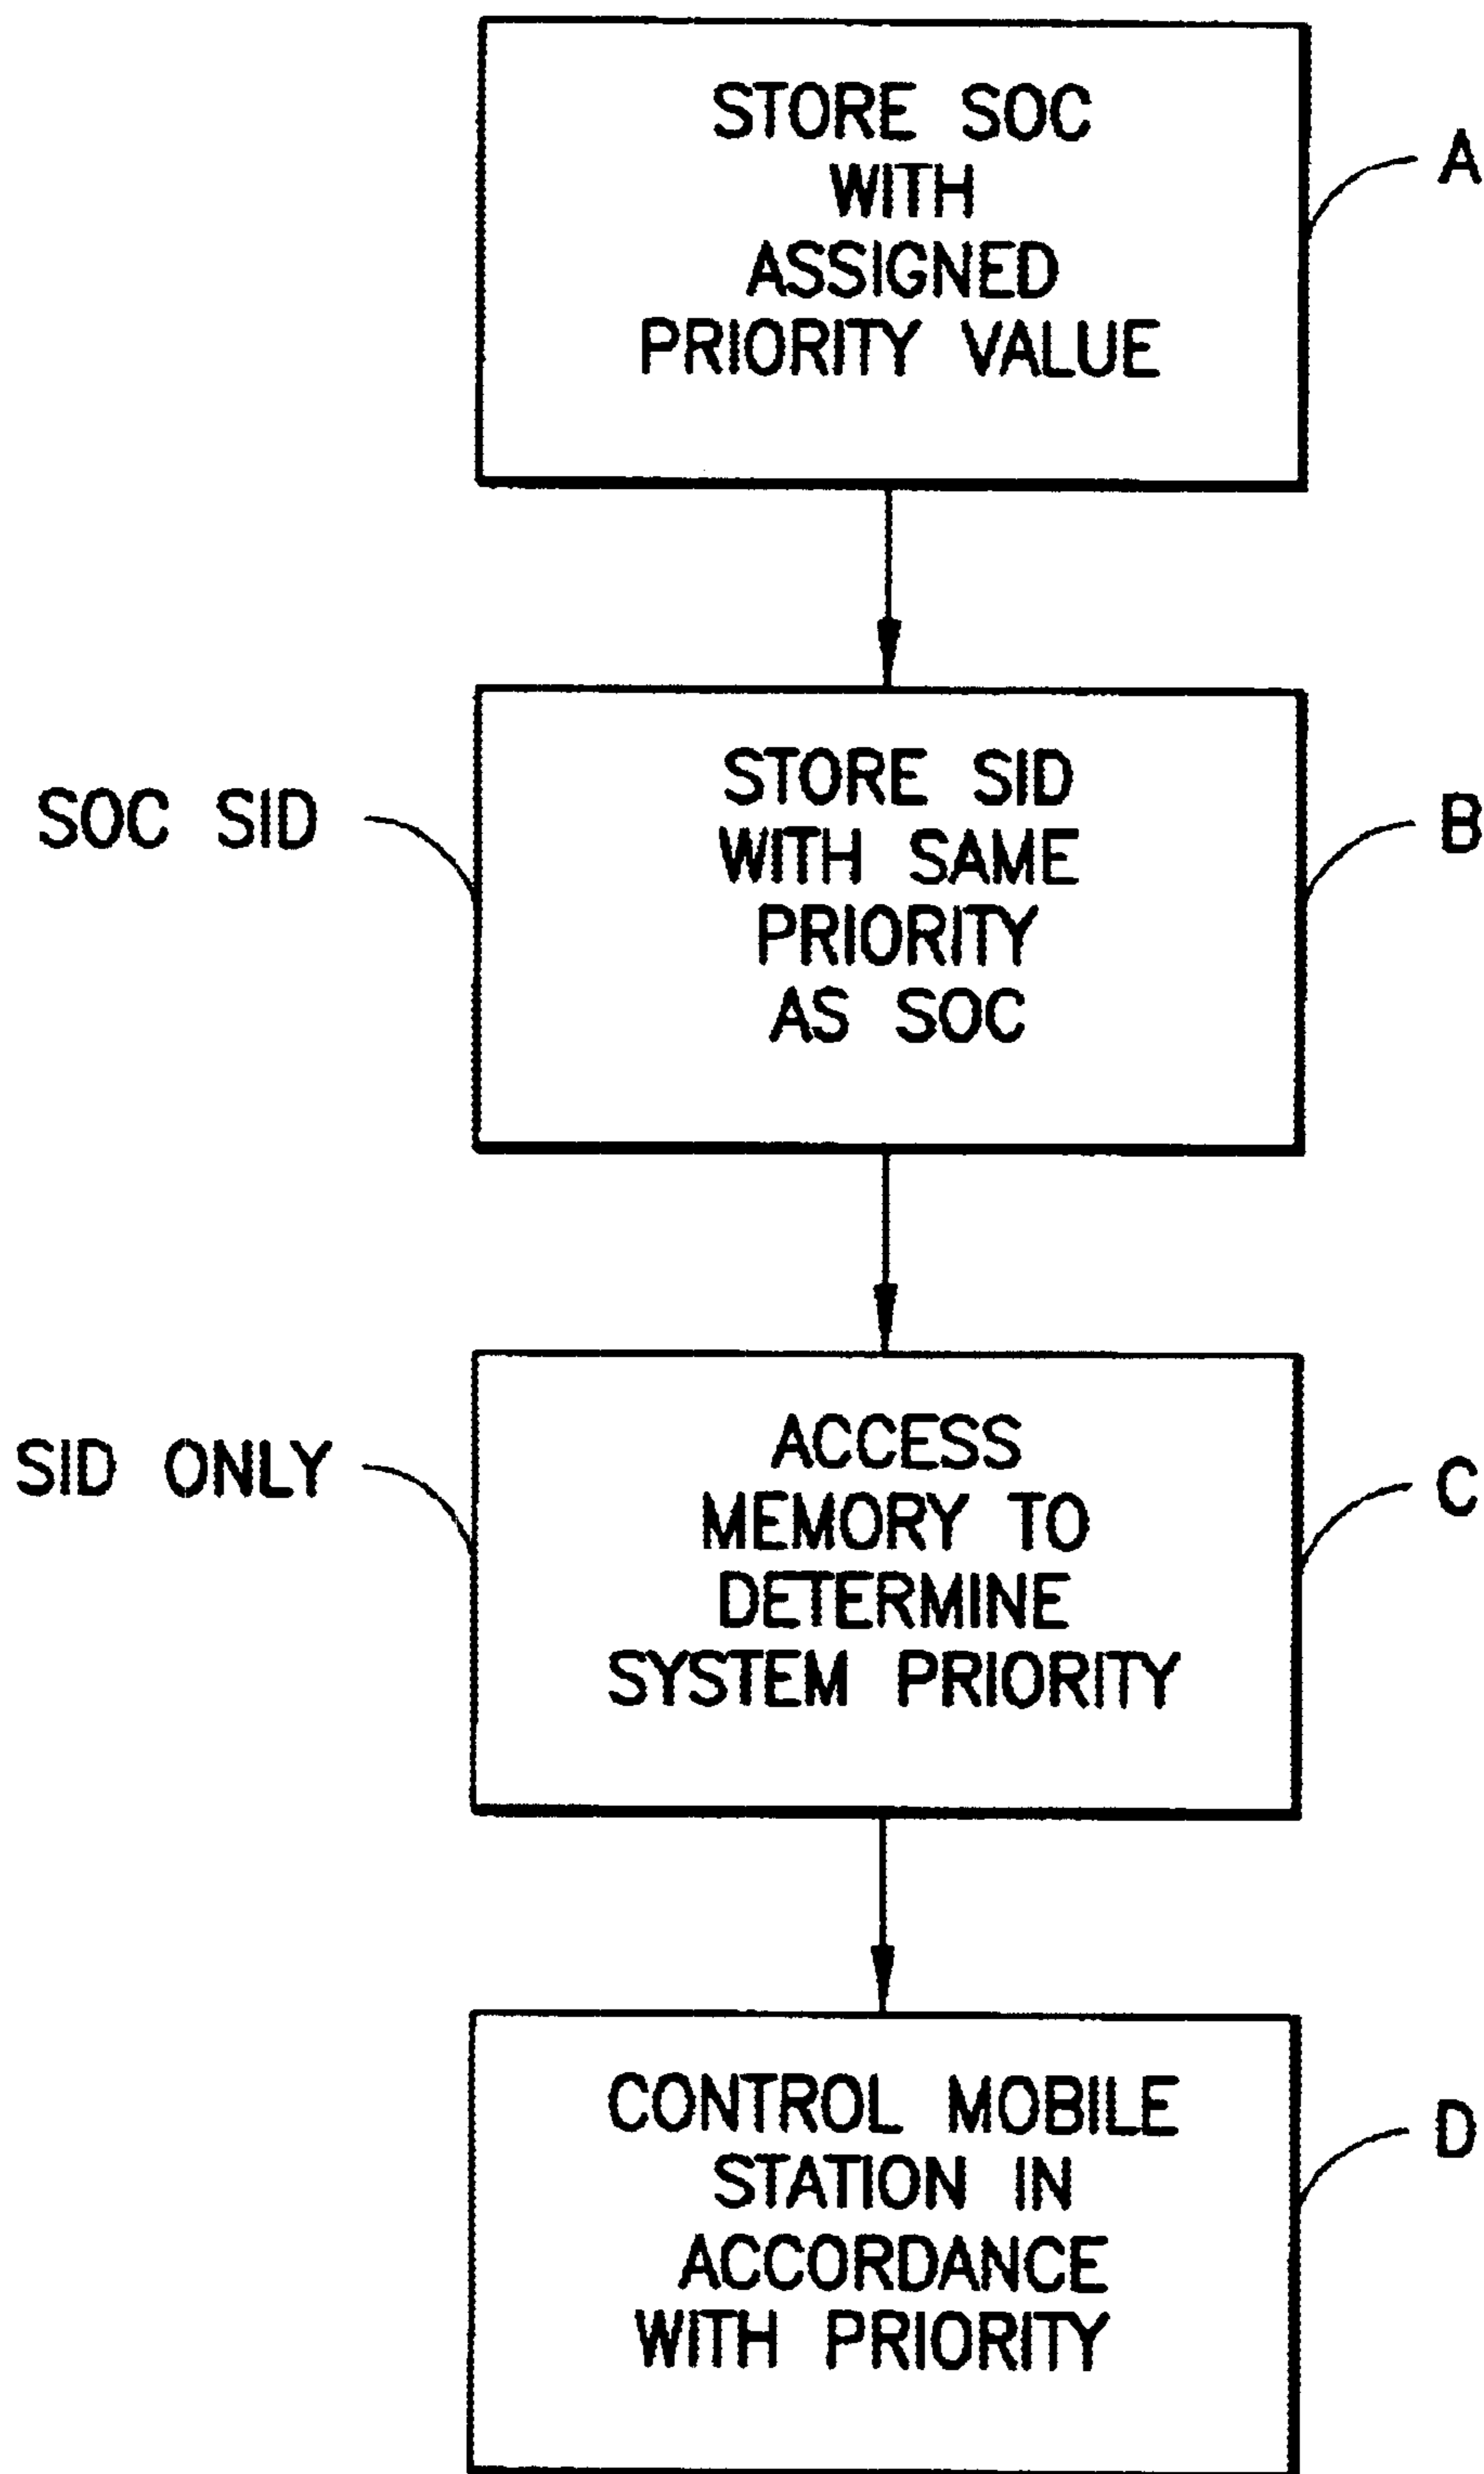 STORE SOC
WITH
ASSIGNED
PRIORITY VALUE
A
STORE SID
WITH SAME
PRIORITY
AS SOC
SOC SID
B
ACCESS
MEMORY TO
DETERMINE
SYSTEM PRIORITY
SID ONLY
C
CONTROL MOBILE
STATION IN
ACCORDANCE
WITH PRIORITY
D